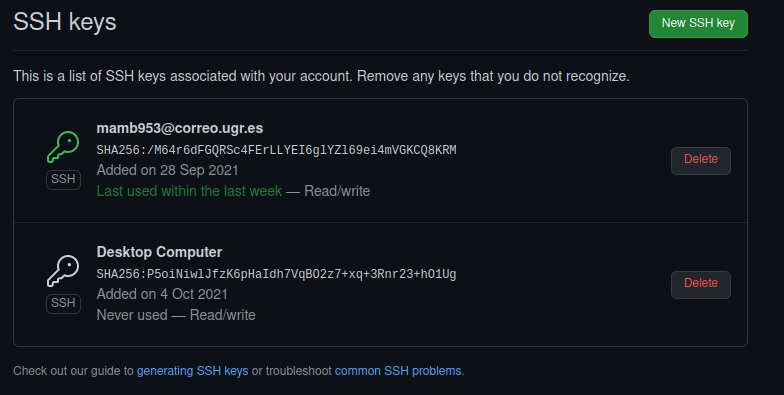 SSH keys
New SSH key
This is a list of SSH keys associated with your account. Remove any keys that you do not recognize.
mamb953@correo.ugr.es
SHA256:/M64r6dFGQRSc4FErLLYEI6glYZl69ei4mVGKCQ8KRM
Added on 28 Sep 2021
Last used within the last week — Read/write
SSH
Delete
Desktop Computer
SHA256:P5oiNiwlJfzK6pHaIdh7VqBO2z7+xq+3Rnr23+hO1Ug
Added on 4 Oct 2021
Never used — Read/write
SSH
Delete
Check out our guide to generating SSH keys or troubleshoot common SSH problems.